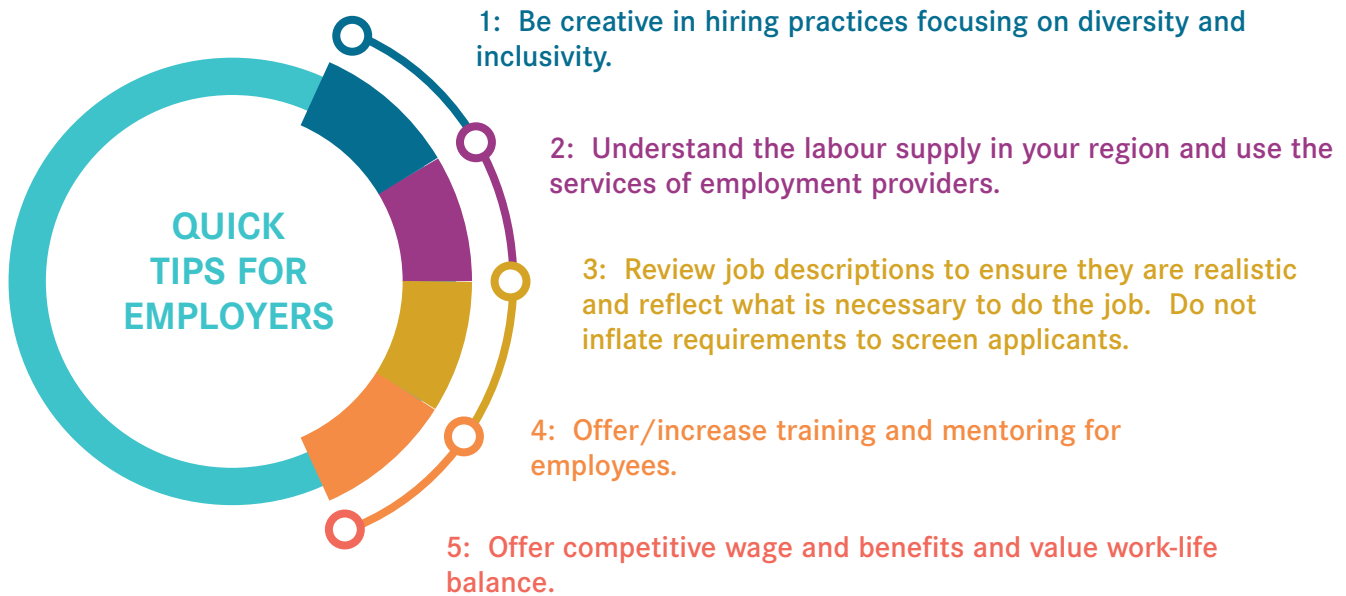 QUICK
TIPS FOR
EMPLOYERS
1:  Be creative in hiring practices focusing on diversity and
inclusivity.
2:  Understand the labour supply in your region and use the
services of employment providers.
3:  Review job descriptions to ensure they are realistic
and reflect what is necessary to do the job.  Do not
inflate requirements to screen applicants.
4:  Offer/increase training and mentoring for
employees.
5:  Offer competitive wage and benefits and value work-life
balance.